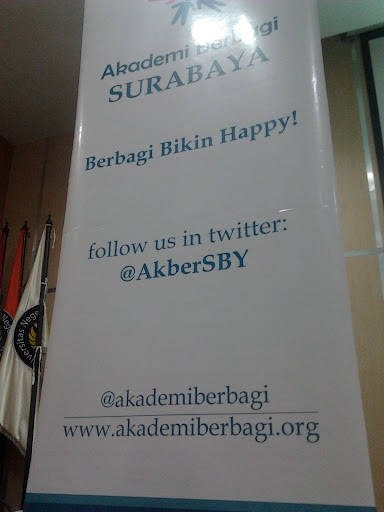 Akademi Berbagi
SURABAYA
Berbagi Bikin Happy!
follow us in twitter:
@AkberSBY
@akademiberbagi
www.akademiberbagi.org